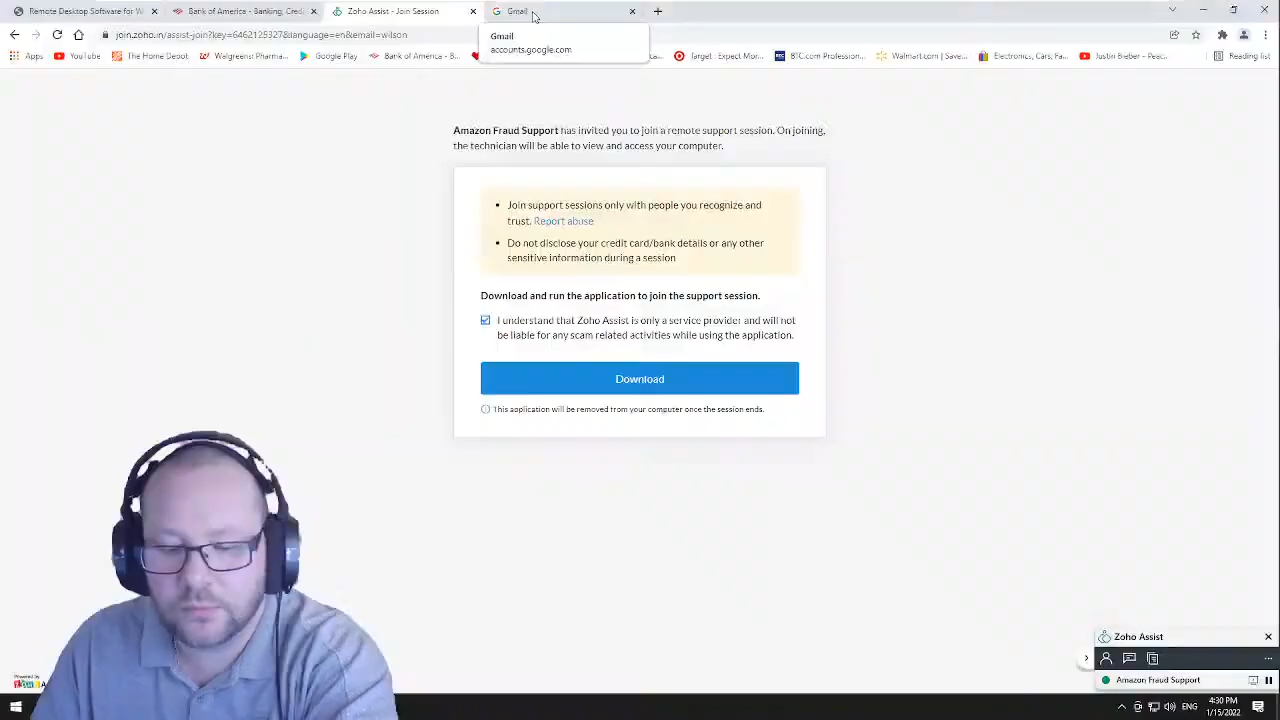 Remote Desktop Software for Wi
Bank of America - Banking, Cred
Zoho Assist - Join Session
Gmail
join.zoho.in/assist-join?key=6462125327&language=en&email=wilson
Gmail
accounts.google.com
Apps
YouTube
The Home Depot
Walgreens: Pharma...
Google Play
Bank of America - B...
Target : Expect Mor...
BTC.com Profession...
Walmart.com | Save...
Electronics, Cars, Fa...
Justin Bieber - Peac...
Reading list
Amazon Fraud Support has invited you to join a remote support session. On joining,
the technician will be able to view and access your computer.
Join support sessions only with people you recognize and
trust. Report abuse
Do not disclose your credit card/bank details or any other
sensitive information during a session
Download and run the application to join the support session.
I understand that Zoho Assist is only a service provider and will not
be liable for any scam related activities while using the application.
Download
This application will be removed from your computer once the session ends.
Zoho Assist
Amazon Fraud Support
Powered by
ENG
4:30 PM
1/15/2022